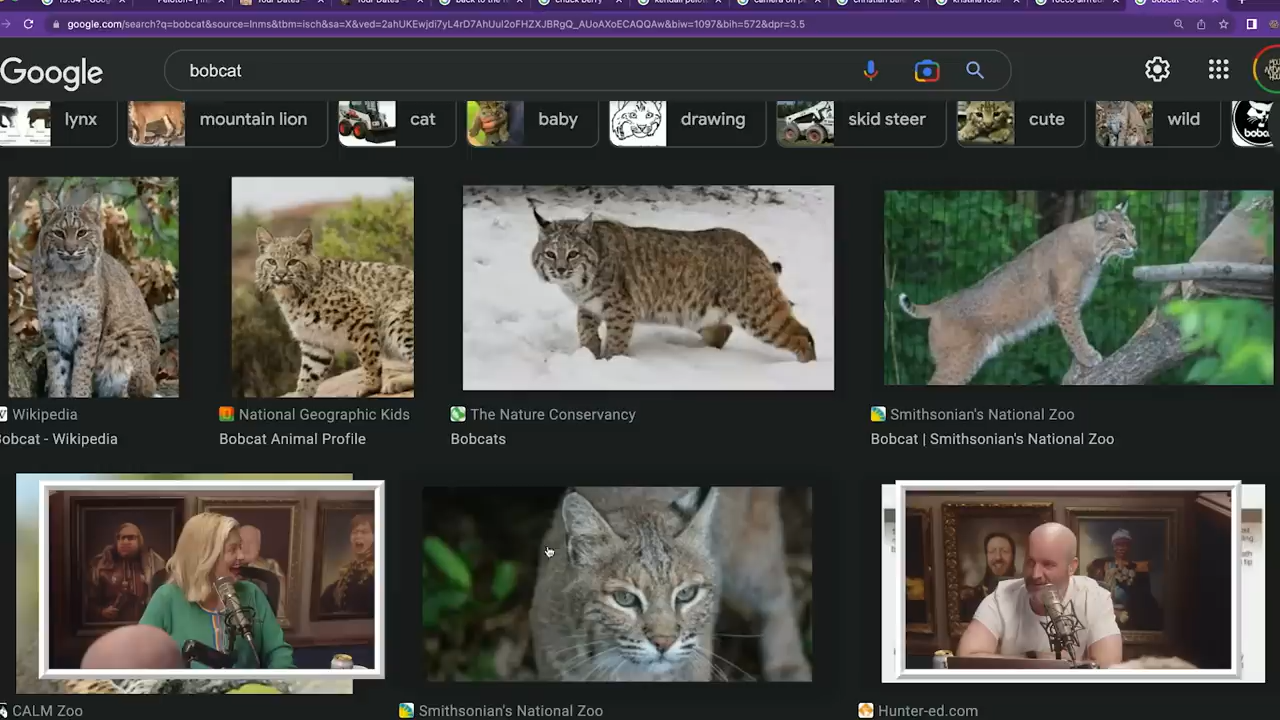 google.com/search?q=bobcat&source=lnms&tbm=isch&sa=X&ved=2ahUKEwjdi7yL4rD7AhUul2oFHZXJBRgQ_AUoAXoECAQQAw&biw=1097&bih=572&dpr=3.5
Google
bobcat
lynx
mountain lion
cat
baby
drawing
skid steer
cute
wild
Wikipedia
National Geographic Kids
The Nature Conservancy
Smithsonian's National Zoo
Bobcat - Wikipedia
Bobcat Animal Profile
Bobcats
Bobcat | Smithsonian's National Zoo
CALM Zoo
Smithsonian's National Zoo
Hunter-ed.com